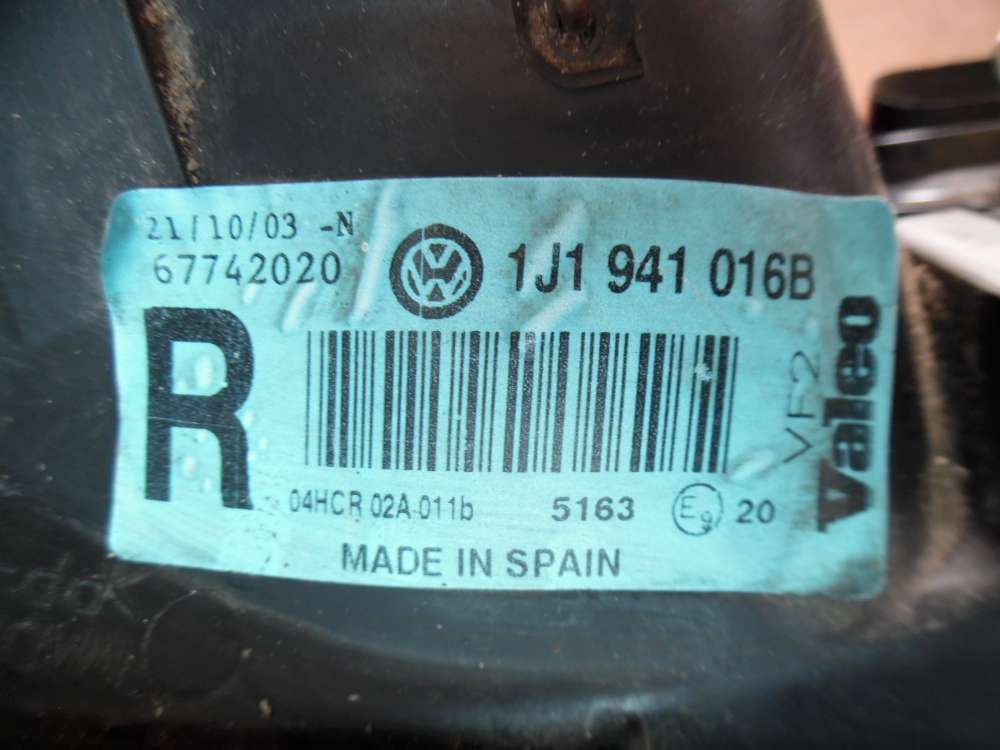 21/10/03 -N
67742020
1J1 941 016B
R
VF2
Valeo
04HCR 02A 011b 5163 E9 20
MADE IN SPAIN